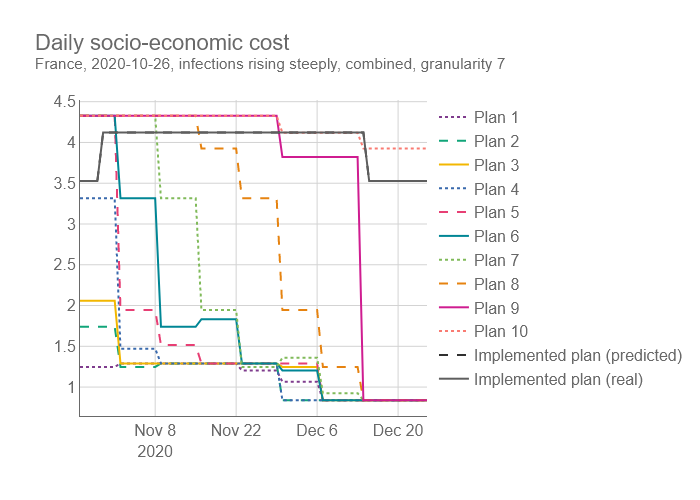 Daily socio-economic cost
France, 2020-10-26, infections rising steeply, combined, granularity 7
4.5
4
3.5
3
2.5
2
1.5
1
Nov 8
2020
Nov 22
Dec 6
Dec 20
Plan 1
Plan 2
Plan 3
Plan 4
Plan 5
Plan 6
Plan 7
Plan 8
Plan 9
Plan 10
Implemented plan (predicted)
Implemented plan (real)